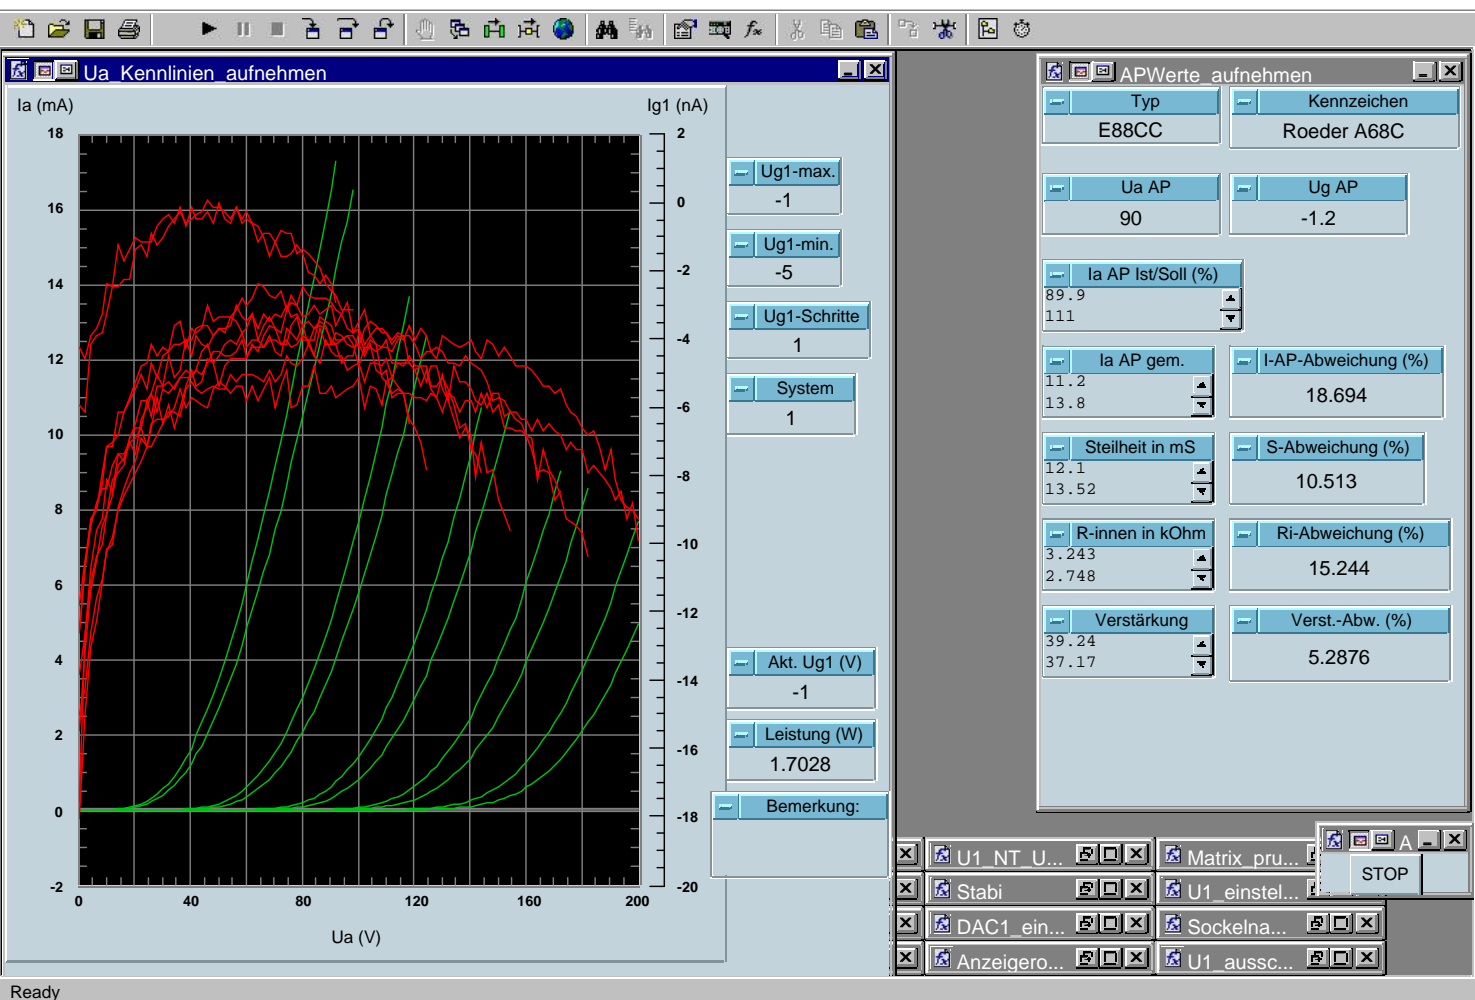 Ua_Kennlinien_aufnehmen
Ia (mA)
Ig1 (nA)
18
16
14
12
10
8
6
4
2
0
-2
2
0
-2
-4
-6
-8
-10
-12
-14
-16
-18
-20
0
40
80
120
160
200
Ua (V)
Ug1-max.
-1
Ug1-min.
-5
Ug1-Schritte
1
System
1
Akt. Ug1 (V)
-1
Leistung (W)
1.7028
Bemerkung:
APWerte_aufnehmen
Typ
E88CC
Kennzeichen
Roeder A68C
Ua AP
90
Ug AP
-1.2
Ia AP Ist/Soll (%)
89.9
111
Ia AP gem.
11.2
13.8
I-AP-Abweichung (%)
18.694
Steilheit in mS
12.1
13.52
S-Abweichung (%)
10.513
R-innen in kOhm
3.243
2.748
Ri-Abweichung (%)
15.244
Verstärkung
39.24
37.17
Verst.-Abw. (%)
5.2876
A
STOP
U1_NT_U...
Matrix_pru...
Stabi
U1_einstel...
DAC1_ein...
Sockelna...
Anzeigero...
U1_aussc...
Ready